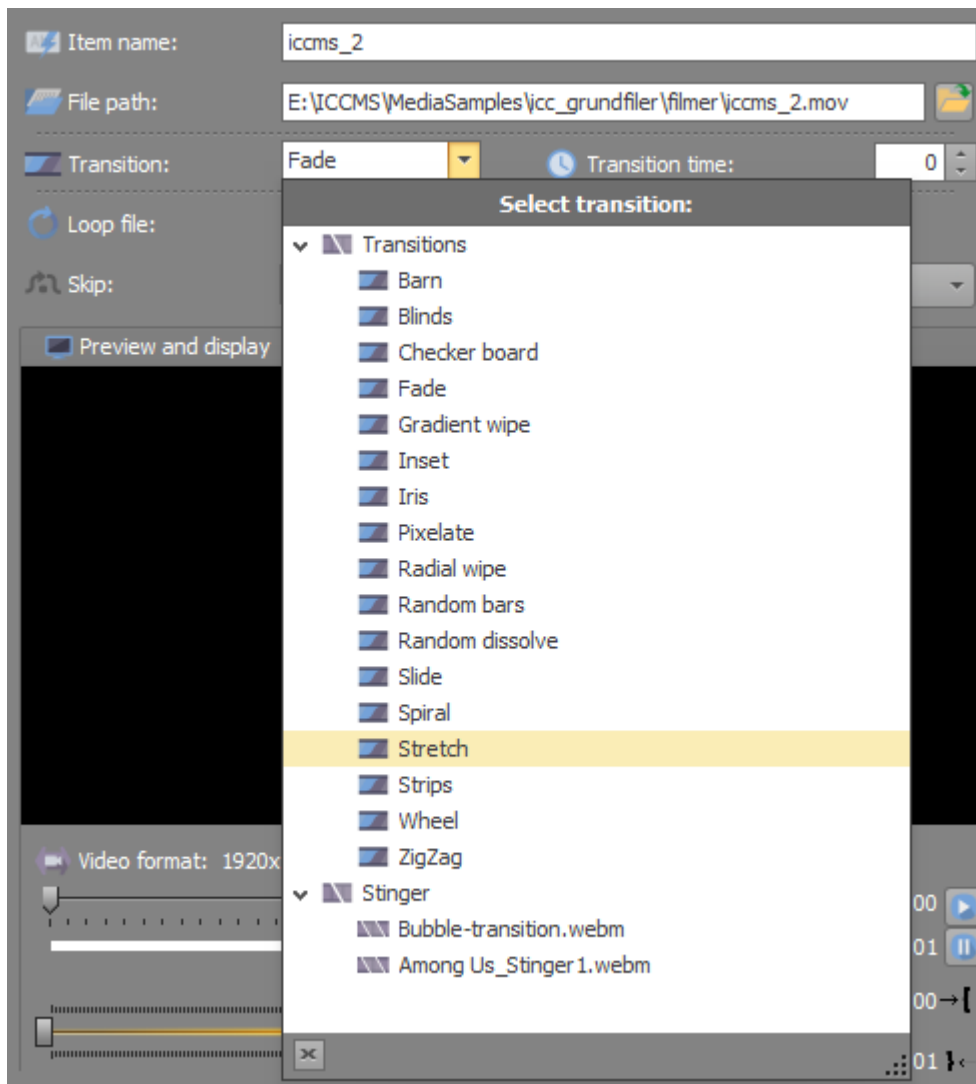 Item name: iccms_2
File path: E:\ICCMS\MediaSamples\icc_grundfiler\filmer\iccms_2.mov
Transition: Fade Transition time: 0
Select transition:
Loop file:
Transitions
Skip:
Barn
Blinds
Preview and display
Checker board
Fade
Gradient wipe
Inset
Iris
Pixelate
Radial wipe
Random bars
Random dissolve
Slide
Spiral
Stretch
Strips
Wheel
ZigZag
Video format: 1920x
Stinger
00
Bubble-transition.webm
01
Among Us_Stinger1.webm
00
01